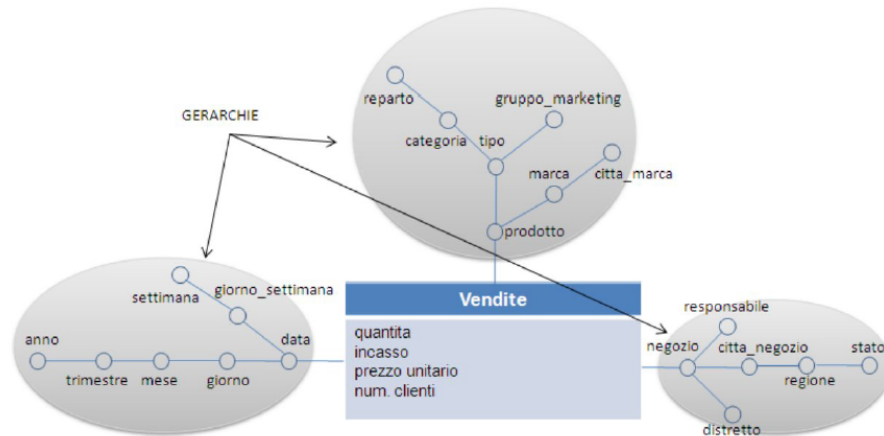 reparto
gruppo_marketing
GERARCHIE
categoria
tipo
marca
citta_marca
prodotto
Vendite
quantita
incasso
prezzo unitario
num. clienti
settimana
giorno_settimana
anno
data
trimestre
mese
giorno
responsabile
negozio
citta_negozio
stato
regione
distretto